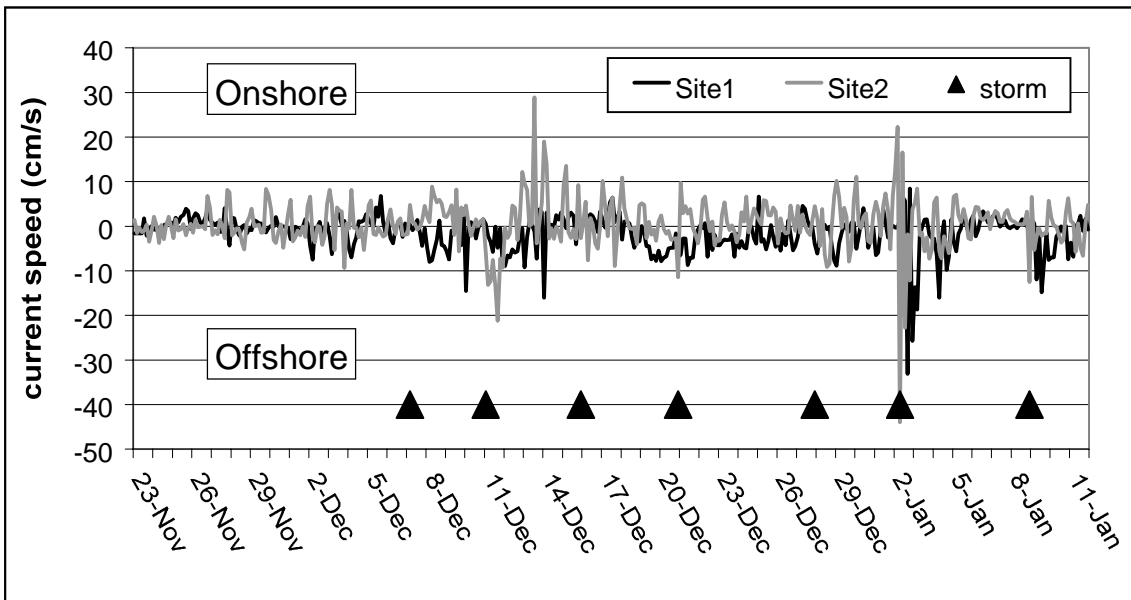 40
30
20
10
0
-10
-20
-30
-40
-50
current speed (cm/s)
Onshore
Offshore
Site1
Site2
storm
23-Nov
26-Nov
29-Nov
2-Dec
5-Dec
8-Dec
11-Dec
14-Dec
17-Dec
20-Dec
23-Dec
26-Dec
29-Dec
2-Jan
5-Jan
8-Jan
11-Jan